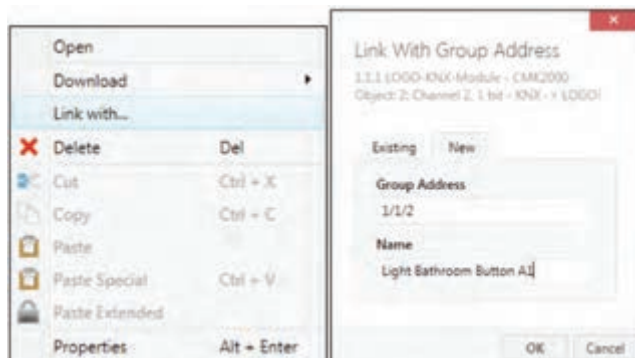 Open
Download
Link with...
Delete Del
Cut Ctrl + X
Copy Ctrl + C
Paste
Paste Special Ctrl + V
Paste Extended
Properties Alt + Enter
Link With Group Address
1.1.1 LOGO-KNX-Module - CMK2000
Object: 2: Channel 2, 1 bit - KNX -> LOGO!
Existing New
Group Address
1/1/2
Name
Light Bathroom Button A1
OK Cancel